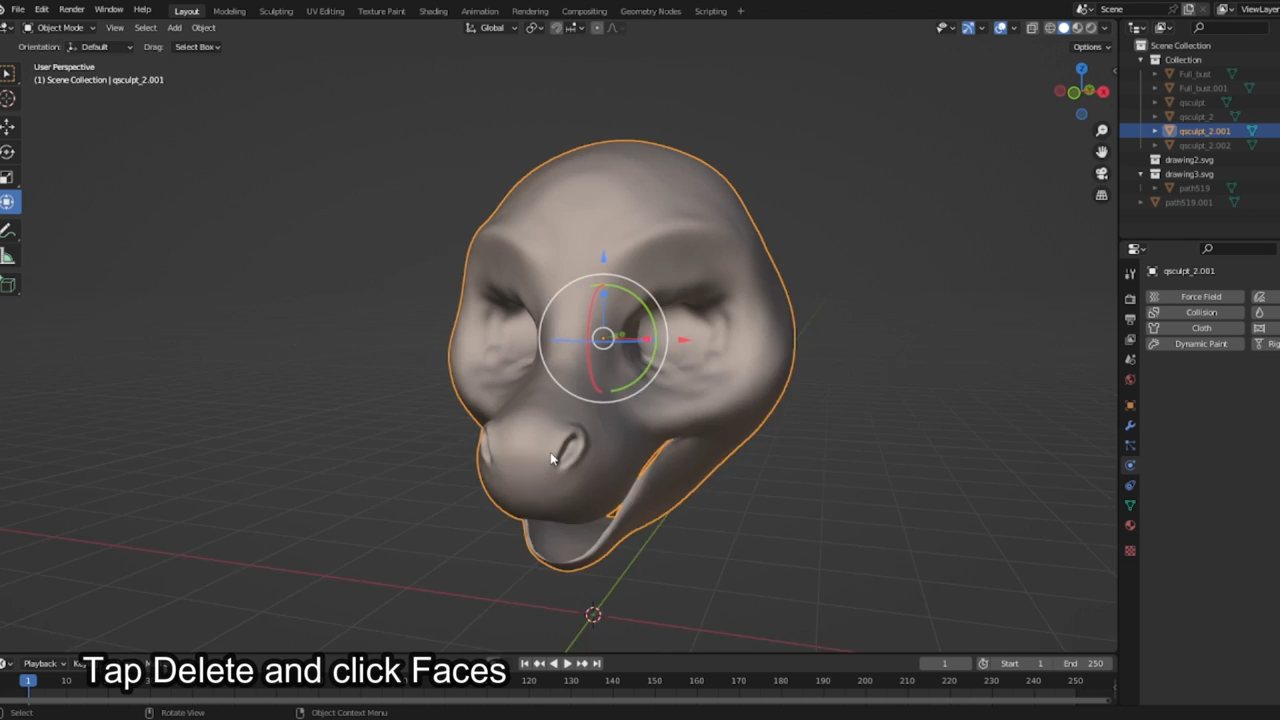 File Edit Render Window Help Layout Modeling Sculpting UV Editing Texture Paint Shading Animation Rendering Compositing Geometry Nodes Scripting + Scene ViewLayer
Object Mode View Select Add Object Global
Orientation: Default Drag: Select Box Options
User Perspective
(1) Scene Collection | qsculpt_2.001
Z
X
Scene Collection
Collection
Full_bust
Full_bust.001
qsculpt
qsculpt_2
qsculpt_2.001
qsculpt_2.002
drawing2.svg
drawing3.svg
path519
path519.001
qsculpt_2.001
Force Field
Collision
Cloth
Dynamic Paint Rig
Playback
Tap Delete and click Faces
1 Start 1 End 250
1 10 120 130 140 150 160 170 180 190 200 210 220 230 240 250
Select Rotate View Object Context Menu